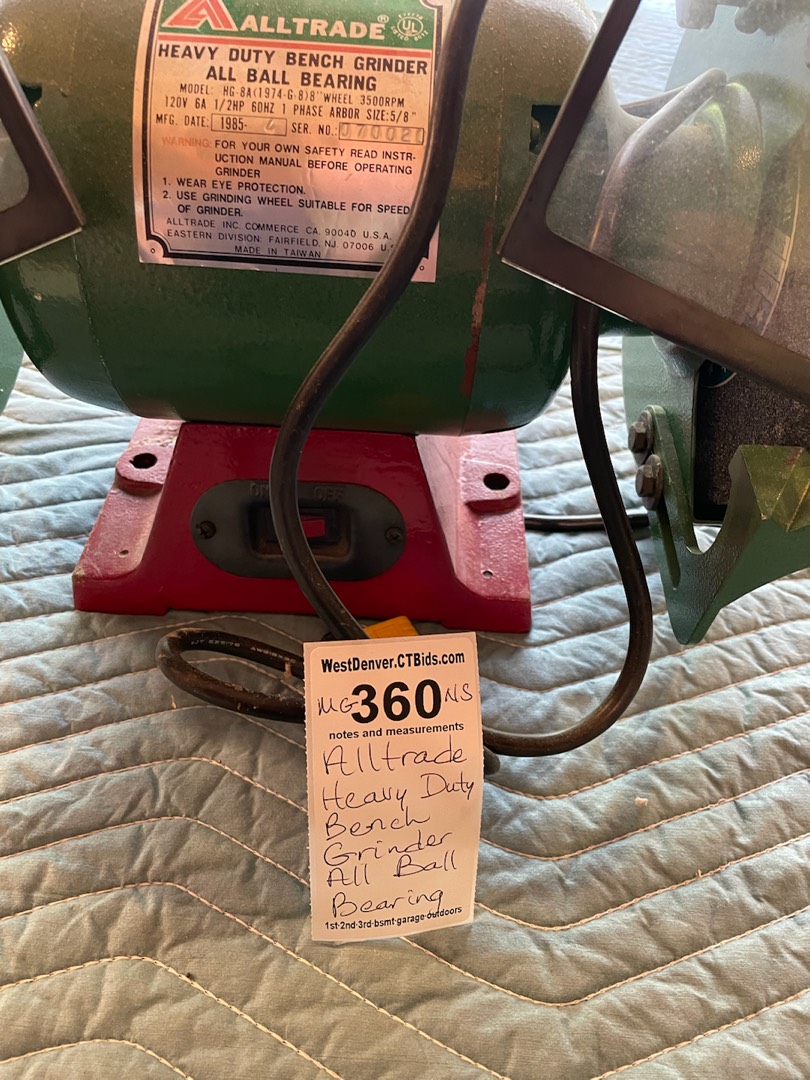 ALLTRADE®
UL
HEAVY DUTY BENCH GRINDER
ALL BALL BEARING
MODEL: HG-8A(1974-G-8)8" WHEEL 3500RPM
120V 6A 1/2HP 60HZ 1 PHASE ARBOR SIZE:5/8"
MFG. DATE: 1985- 6 SER. NO.:
WARNING: FOR YOUR OWN SAFETY READ INSTR-
UCTION MANUAL BEFORE OPERATING
GRINDER
1. WEAR EYE PROTECTION.
2. USE GRINDING WHEEL SUITABLE FOR SPEED
OF GRINDER.
ALLTRADE INC. COMMERCE CA. 90040 U.S.A.
EASTERN DIVISION: FAIRFIELD, NJ. 07006 U.S
MADE IN TAIWAN
OFF
WestDenver.CTBids.com
MG 360 NS
notes and measurements
Alltrade
Heavy Duty
Bench
Grinder
All Ball
Bearing
1st-2nd-3rd-bsmt-garage-outdoors